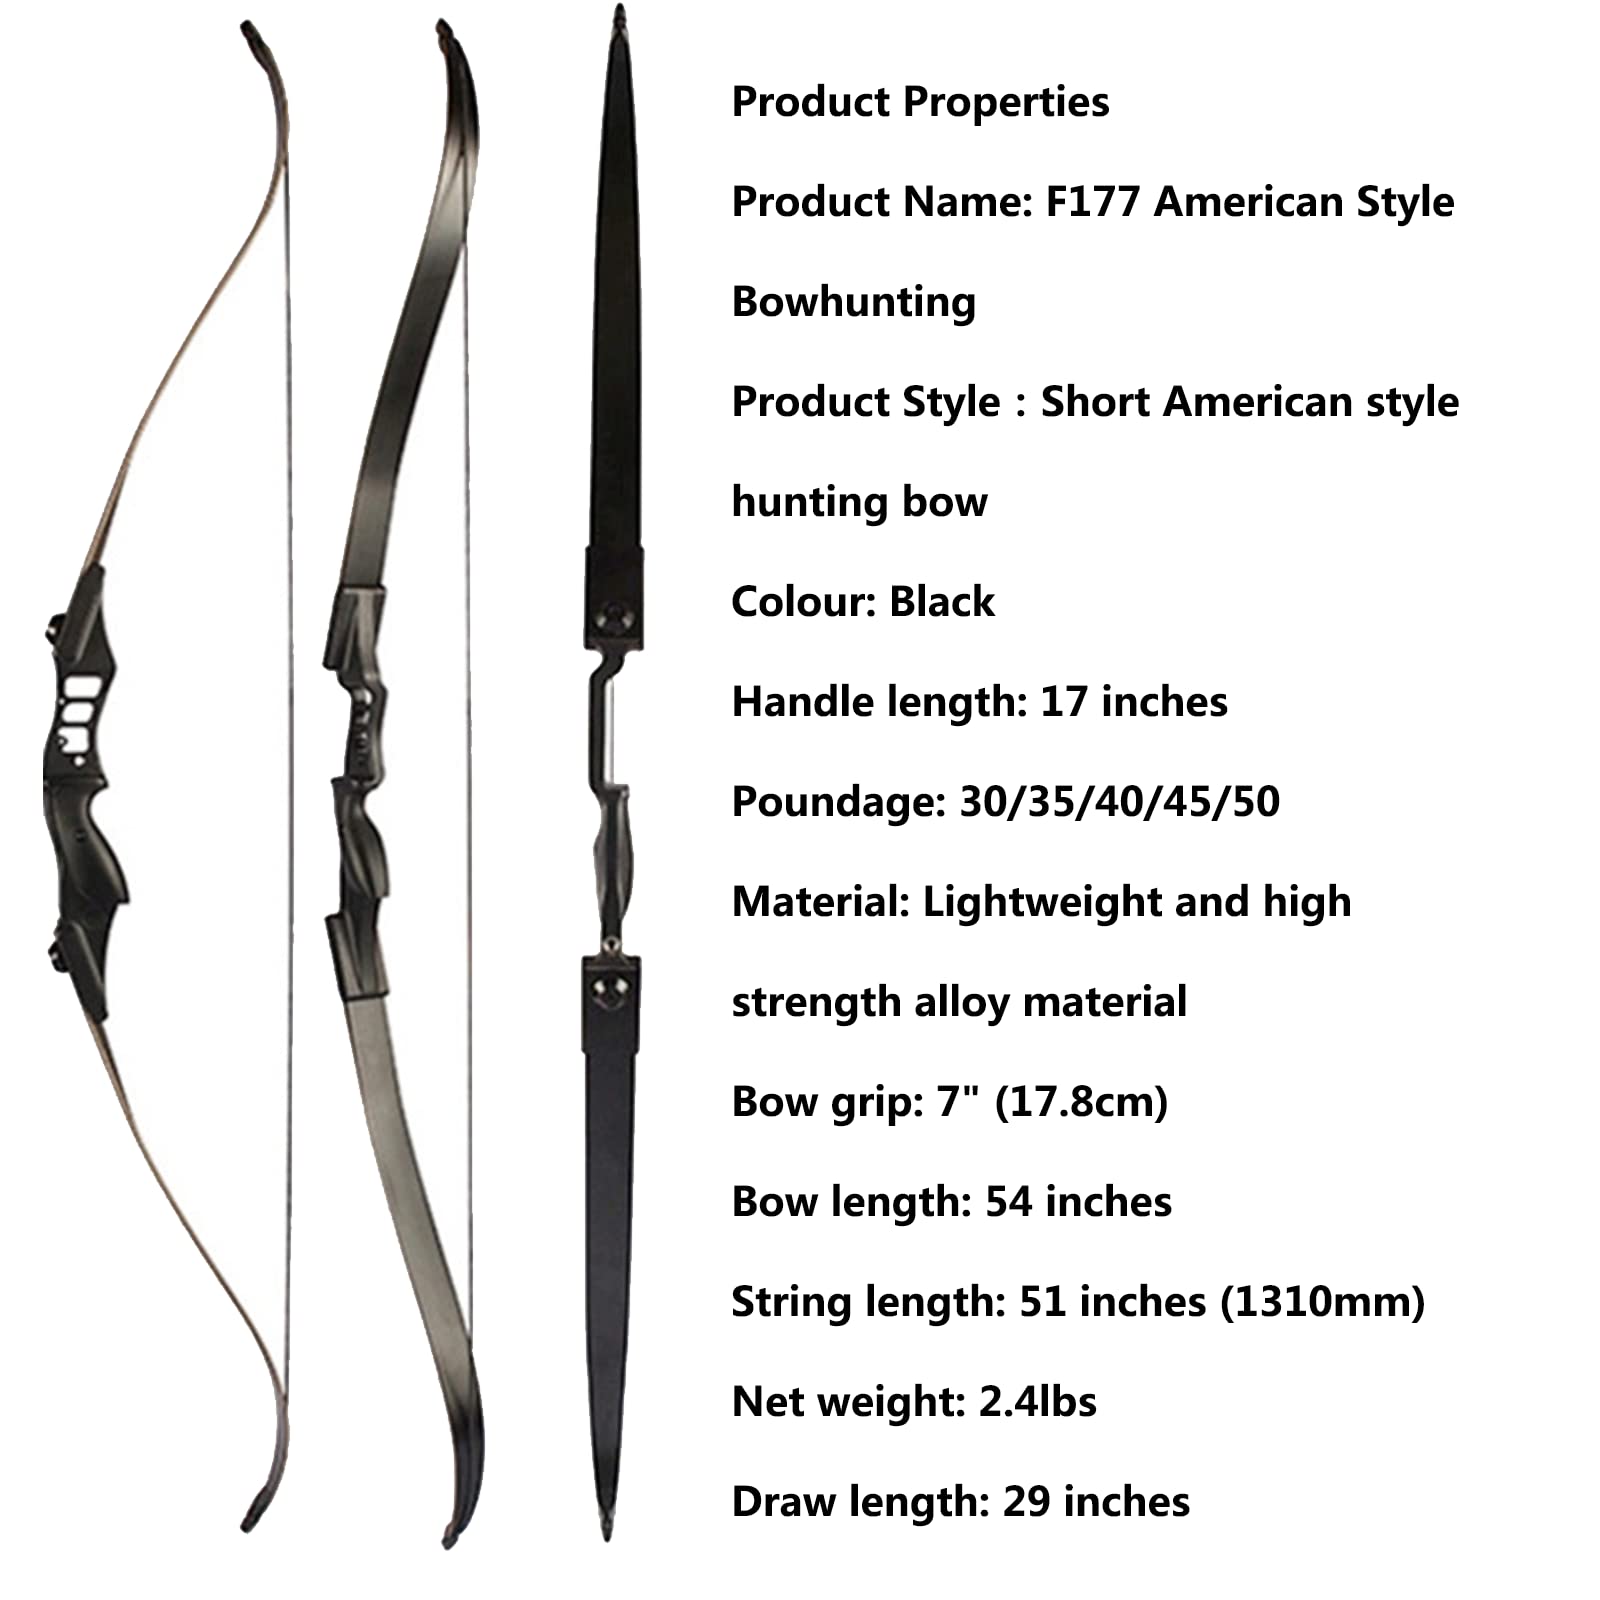 Product Properties
Product Name: F177 American Style
Bowhunting
Product Style : Short American style
hunting bow
Colour: Black
Handle length: 17 inches
Poundage: 30/35/40/45/50
Material: Lightweight and high
strength alloy material
Bow grip: 7" (17.8cm)
Bow length: 54 inches
String length: 51 inches (1310mm)
Net weight: 2.4lbs
Draw length: 29 inches